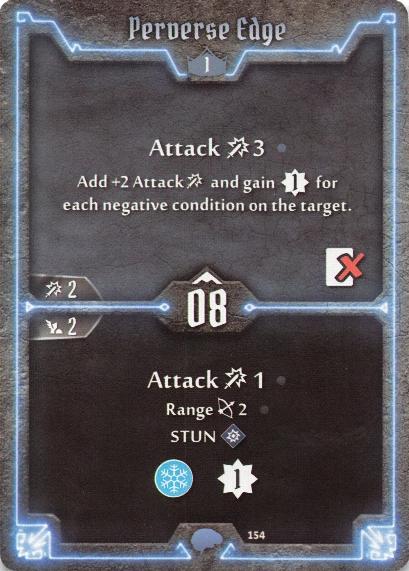 Perverse Edge
1
Attack 3
Add +2 Attack and gain 1 for
each negative condition on the target.
2
08
2
Attack 1
Range 2
STUN
1
154